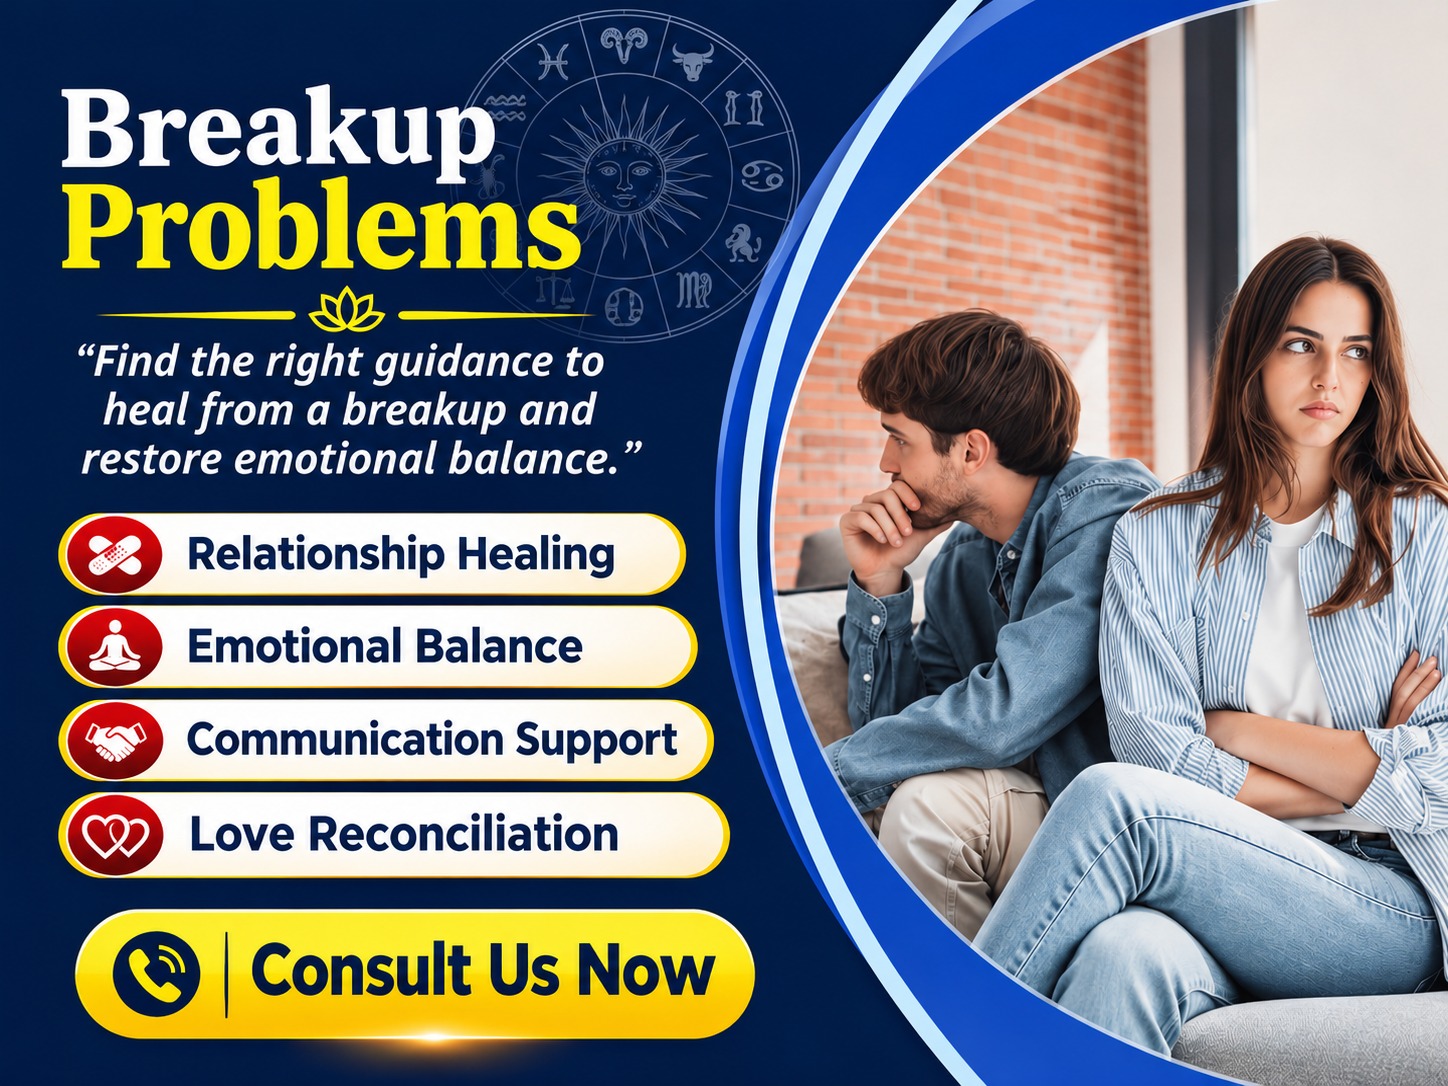 Breakup
Problems
“Find the right guidance to
heal from a breakup and
restore emotional balance.”
Relationship Healing
Emotional Balance
Communication Support
Love Reconciliation
Consult Us Now